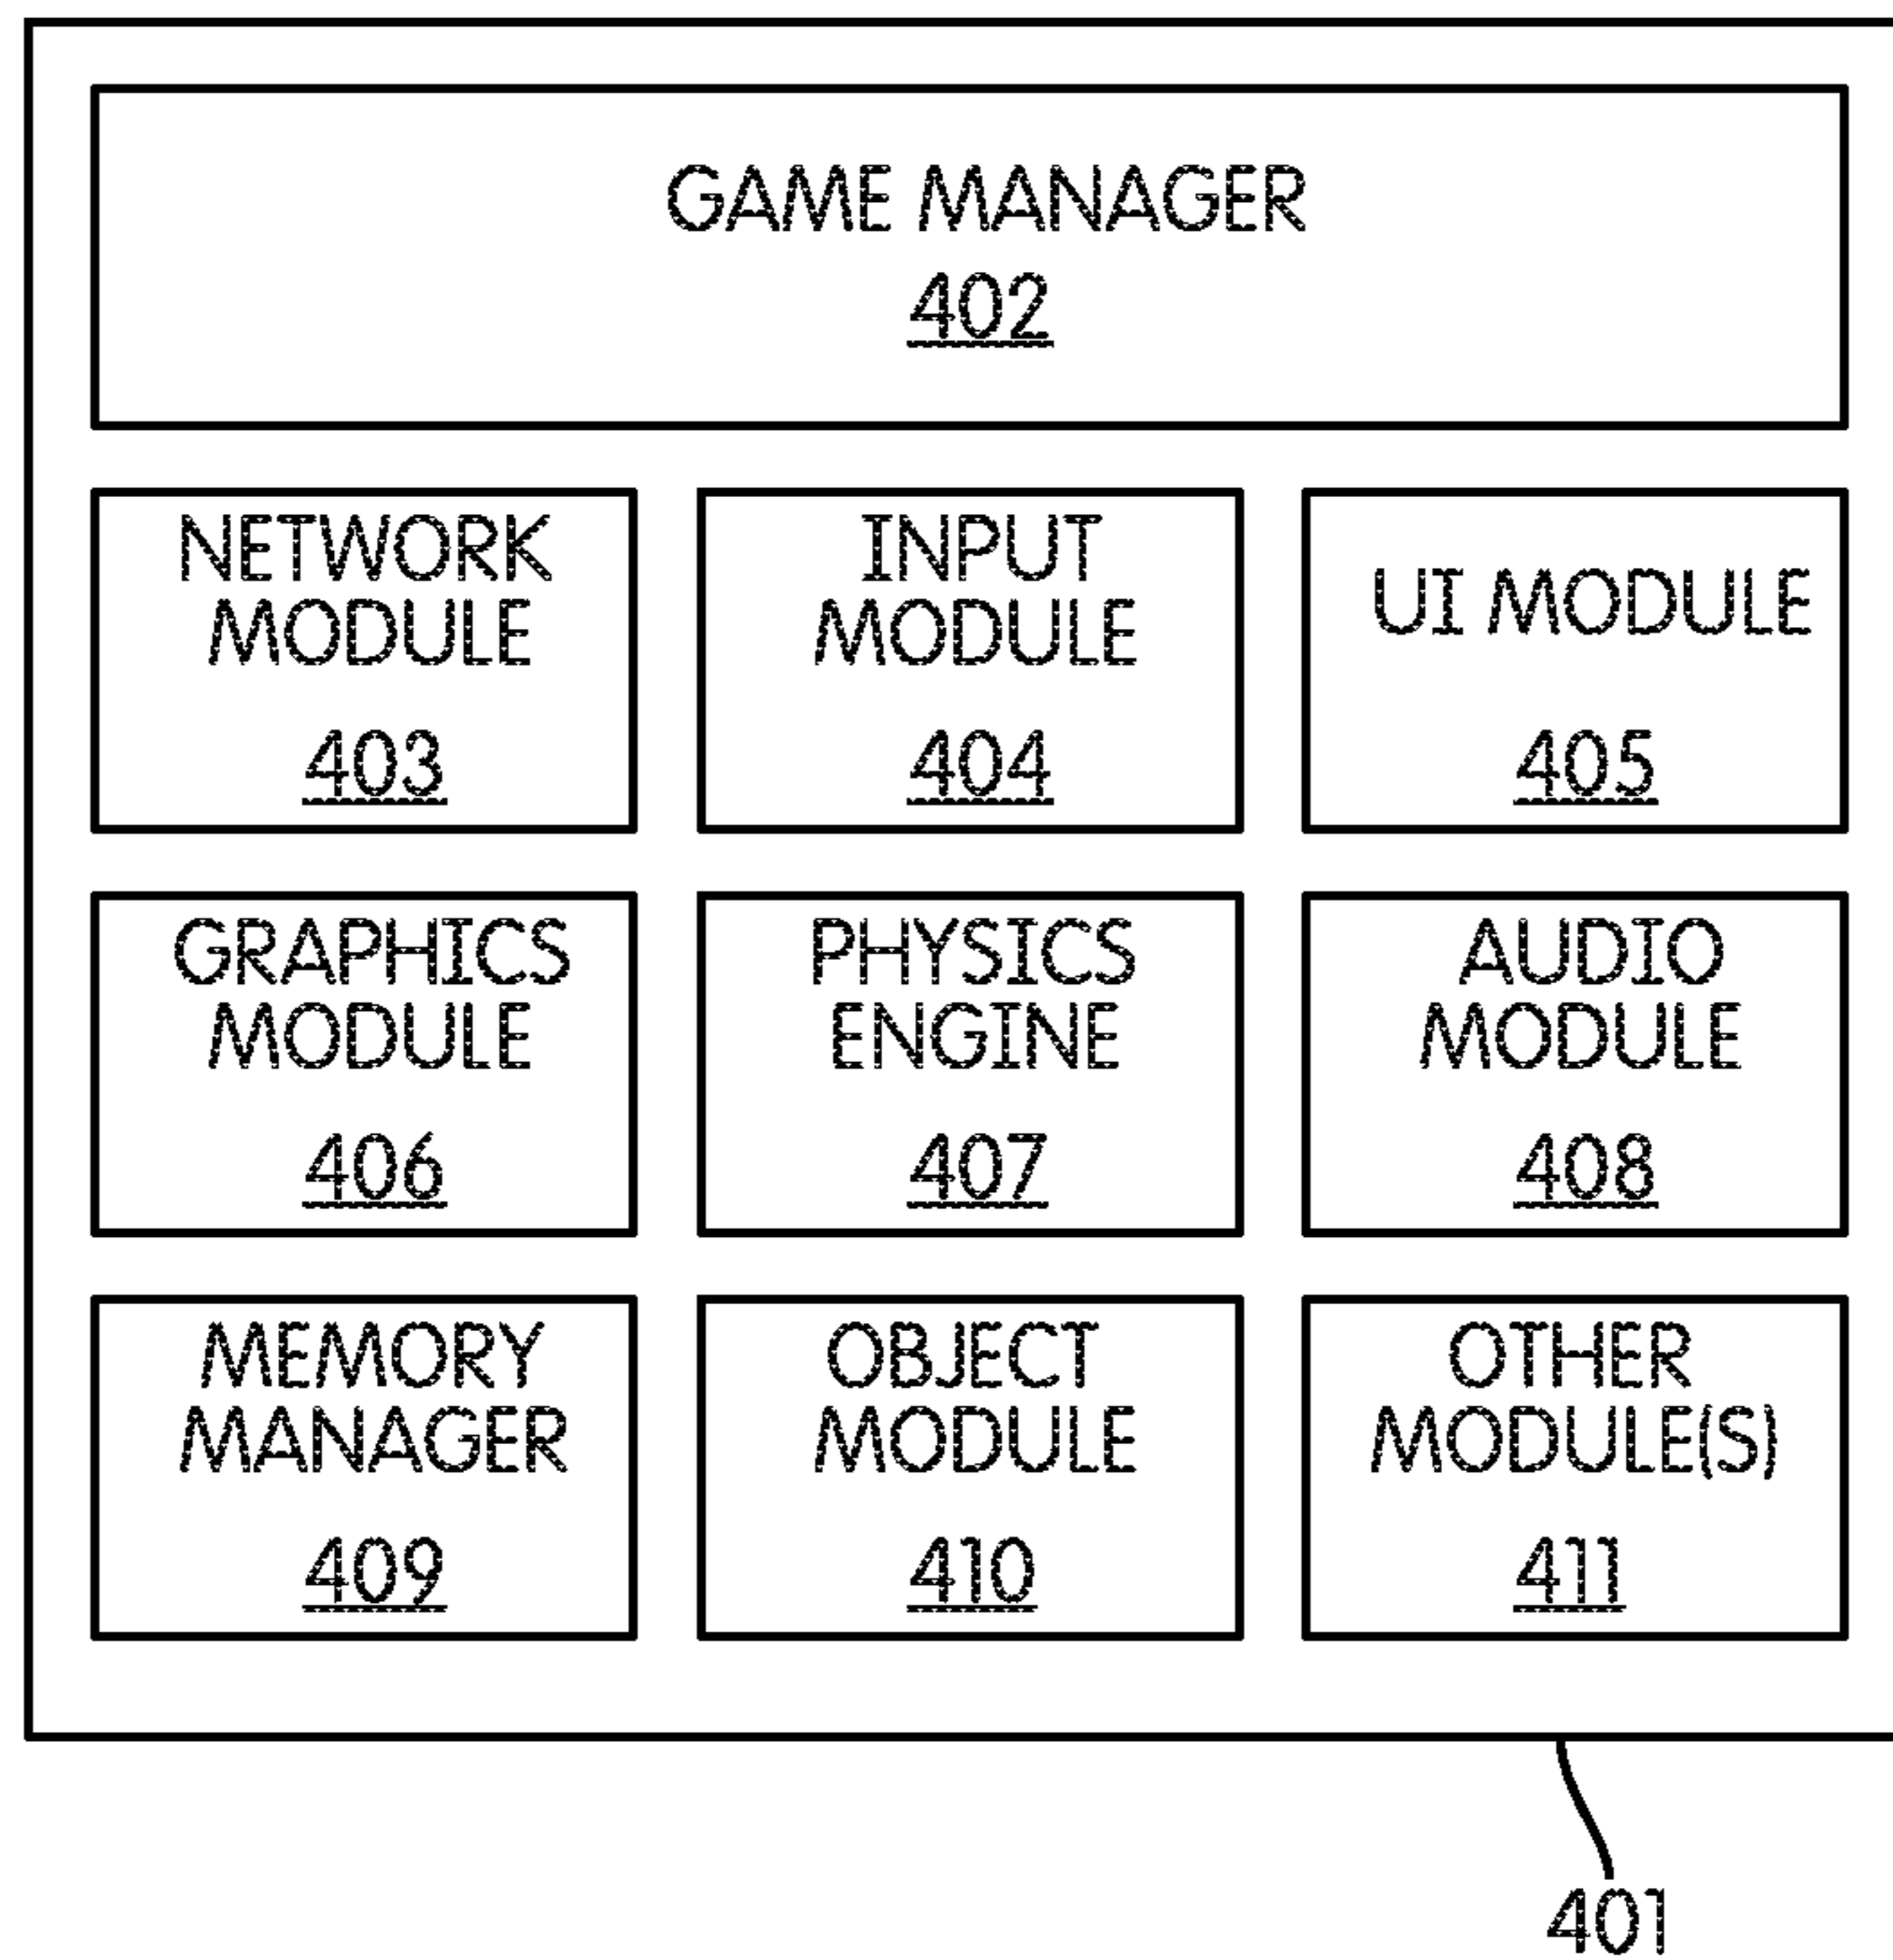 GAME MANAGER
402
NETWORK
MODULE
403
INPUT
MODULE
404
UI MODULE
405
GRAPHICS
MODULE
406
PHYSICS
ENGINE
407
AUDIO
MODULE
408
MEMORY
MANAGER
409
OBJECT
MODULE
410
OTHER
MODULE(S)
411
401